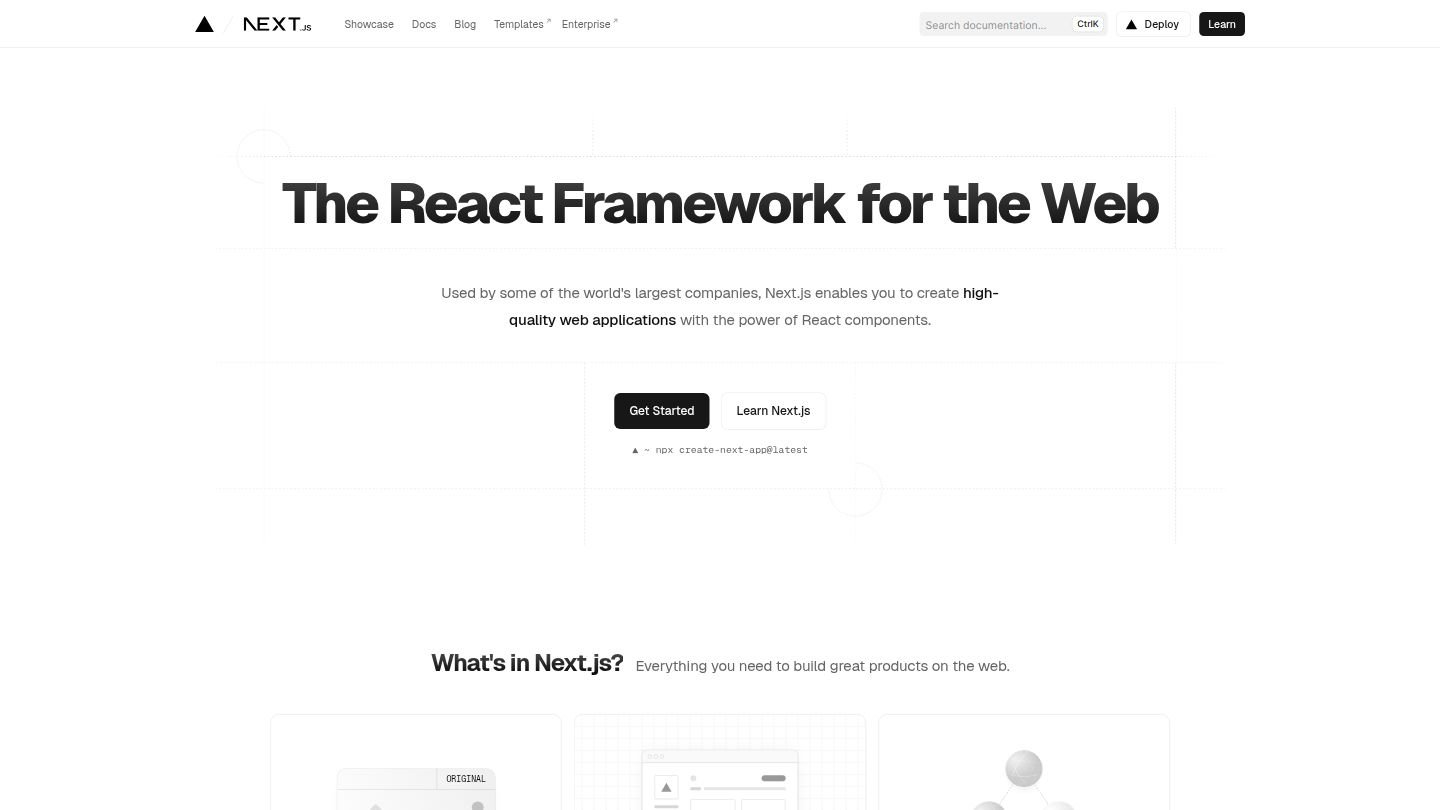 NEXT.JS
Showcase
Docs
Blog
Templates
Enterprise
Search documentation...
CtrlK
Deploy
Learn
The React Framework for the Web
Used by some of the world's largest companies, Next.js enables you to create high-
quality web applications with the power of React components.
Get Started
Learn Next.js
▲ ~ npx create-next-app@latest
What's in Next.js?
Everything you need to build great products on the web.
ORIGINAL